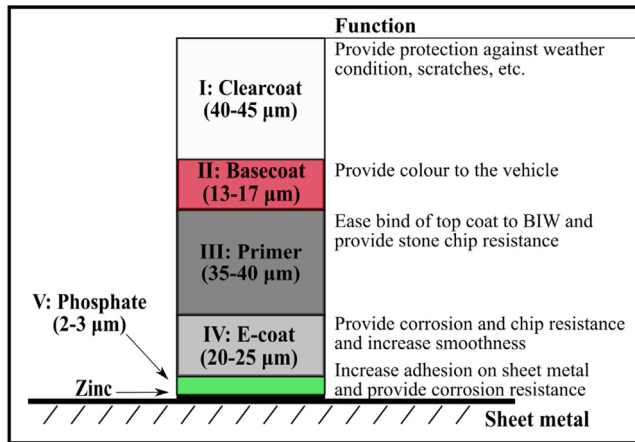 Function
I: Clearcoat
(40-45 µm)
Provide protection against weather
condition, scratches, etc.
II: Basecoat
(13-17 µm)
Provide colour to the vehicle
III: Primer
(35-40 µm)
Ease bind of top coat to BIW and
provide stone chip resistance
IV: E-coat
(20-25 µm)
Provide corrosion and chip resistance
and increase smoothness
V: Phosphate
(2-3 µm)
Increase adhesion on sheet metal
and provide corrosion resistance
Zinc
Sheet metal